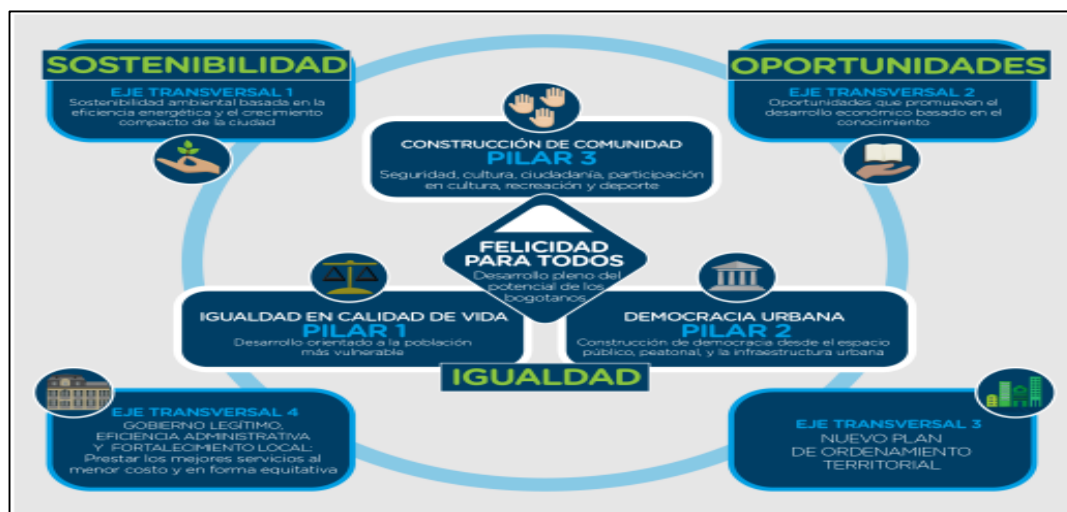 SOSTENIBILIDAD
EJE TRANSVERSAL 1
Sostenibilidad ambiental basada en la
eficiencia energética y el crecimiento
compacto de la ciudad
OPORTUNIDADES
EJE TRANSVERSAL 2
Oportunidades que promueven el
desarrollo económico basado en el
conocimiento
CONSTRUCCIÓN DE COMUNIDAD
PILAR 3
Seguridad, cultura, ciudadanía, participación
en cultura, recreación y deporte
FELICIDAD
PARA TODOS
Desarrollo pleno del
potencial de los
bogotanos
IGUALDAD EN CALIDAD DE VIDA
PILAR 1
Desarrollo orientado a la población
más vulnerable
DEMOCRACIA URBANA
PILAR 2
Construcción de democracia desde el espacio
público, peatonal, y la infraestructura urbana
IGUALDAD
EJE TRANSVERSAL 4
GOBIERNO LEGÍTIMO,
EFICIENCIA ADMINISTRATIVA
Y FORTALECIMIENTO LOCAL:
Prestar los mejores servicios al
menor costo y en forma equitativa
EJE TRANSVERSAL 3
NUEVO PLAN
DE ORDENAMIENTO
TERRITORIAL